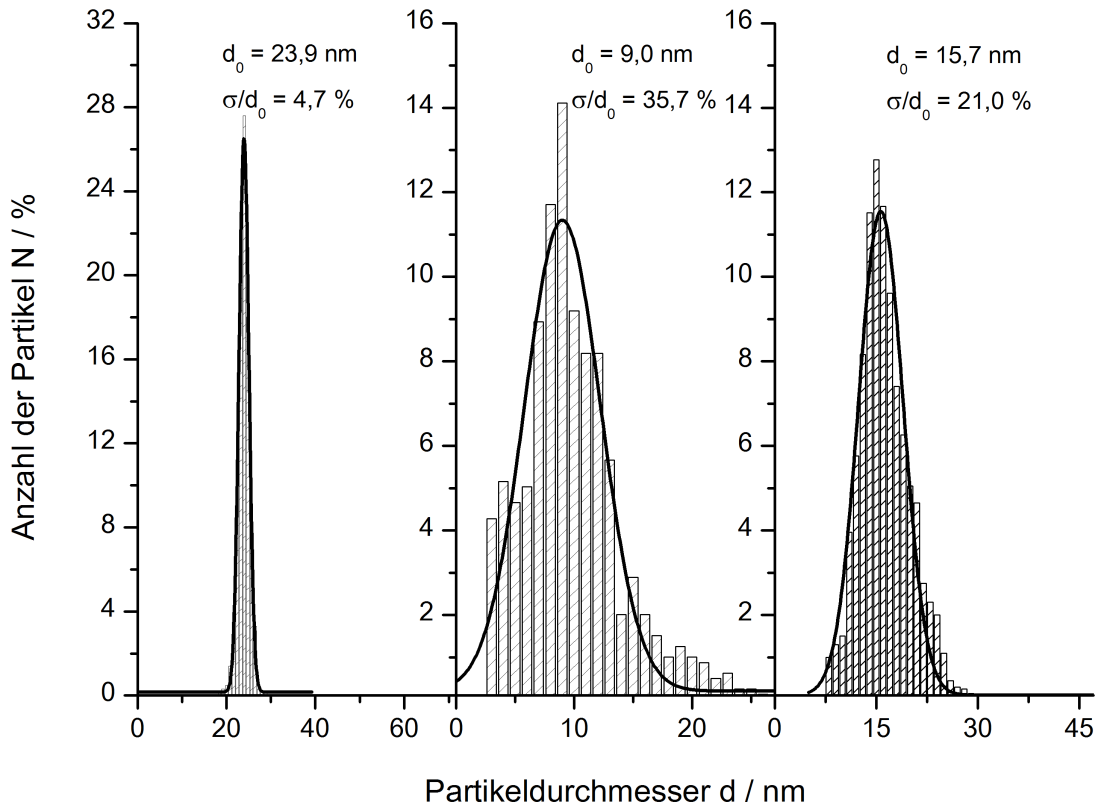 Anzahl der Partikel N / %
32
28
24
20
16
12
8
4
0
0 20 40 60
d₀ = 23,9 nm
σ/d₀ = 4,7 %
16
14
12
10
8
6
4
2
0 10 20
d₀ = 9,0 nm
σ/d₀ = 35,7 %
16
14
12
10
8
6
4
2
0 15 30 45
d₀ = 15,7 nm
σ/d₀ = 21,0 %
Partikeldurchmesser d / nm